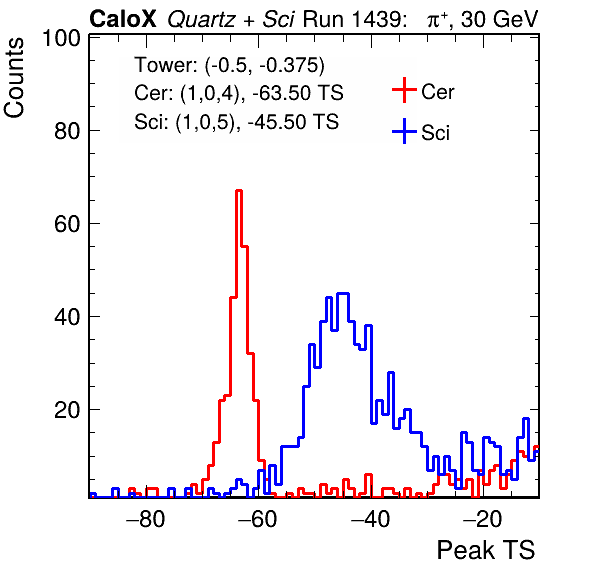 CaloX Quartz + Sci Run 1439: π⁺, 30 GeV
Counts
Tower: (-0.5, -0.375)
Cer: (1,0,4), -63.50 TS
Sci: (1,0,5), -45.50 TS
Cer
Sci
100
80
60
40
20
−80 −60 −40 −20
Peak TS